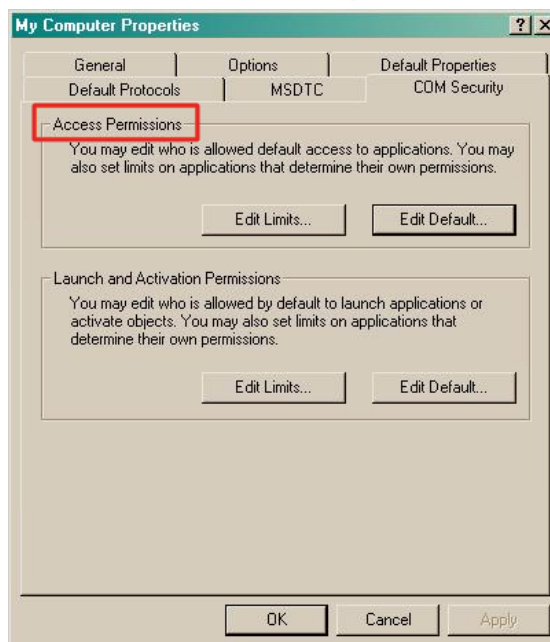 My Computer Properties
General
Options
Default Properties
Default Protocols
MSDTC
COM Security
Access Permissions
You may edit who is allowed default access to applications. You may
also set limits on applications that determine their own permissions.
Edit Limits...
Edit Default...
Launch and Activation Permissions
You may edit who is allowed by default to launch applications or
activate objects. You may also set limits on applications that
determine their own permissions.
Edit Limits...
Edit Default...
OK
Cancel
Apply